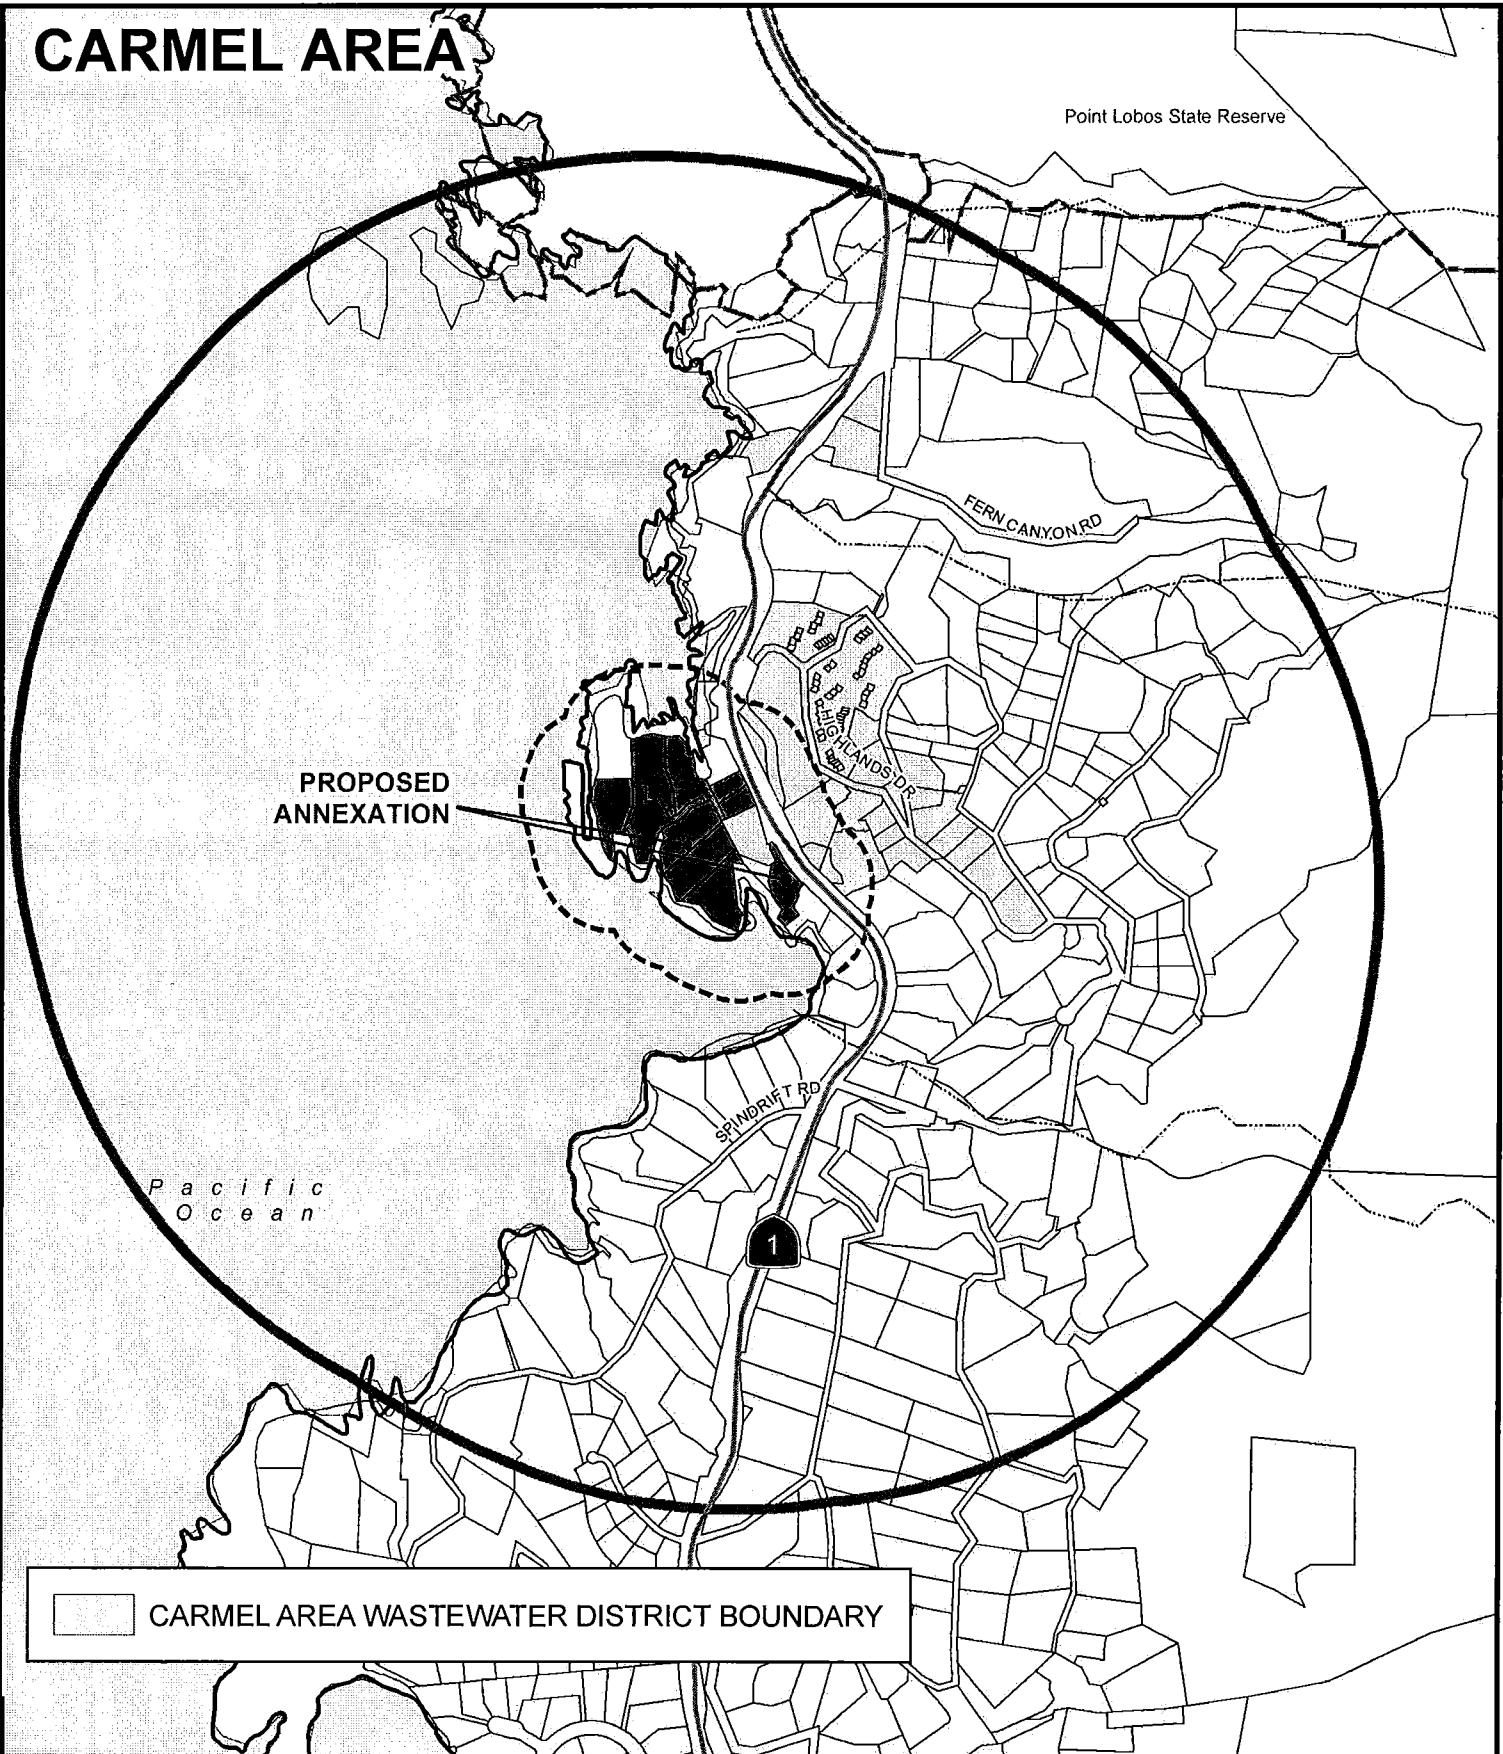 CARMEL AREA
Point Lobos State Reserve
FERN CANYON RD
HIGHLANDS DR
PROPOSED
ANNEXATION
SPINDRIFT RD
Pacific
Ocean
1
CARMEL AREA WASTEWATER DISTRICT BOUNDARY